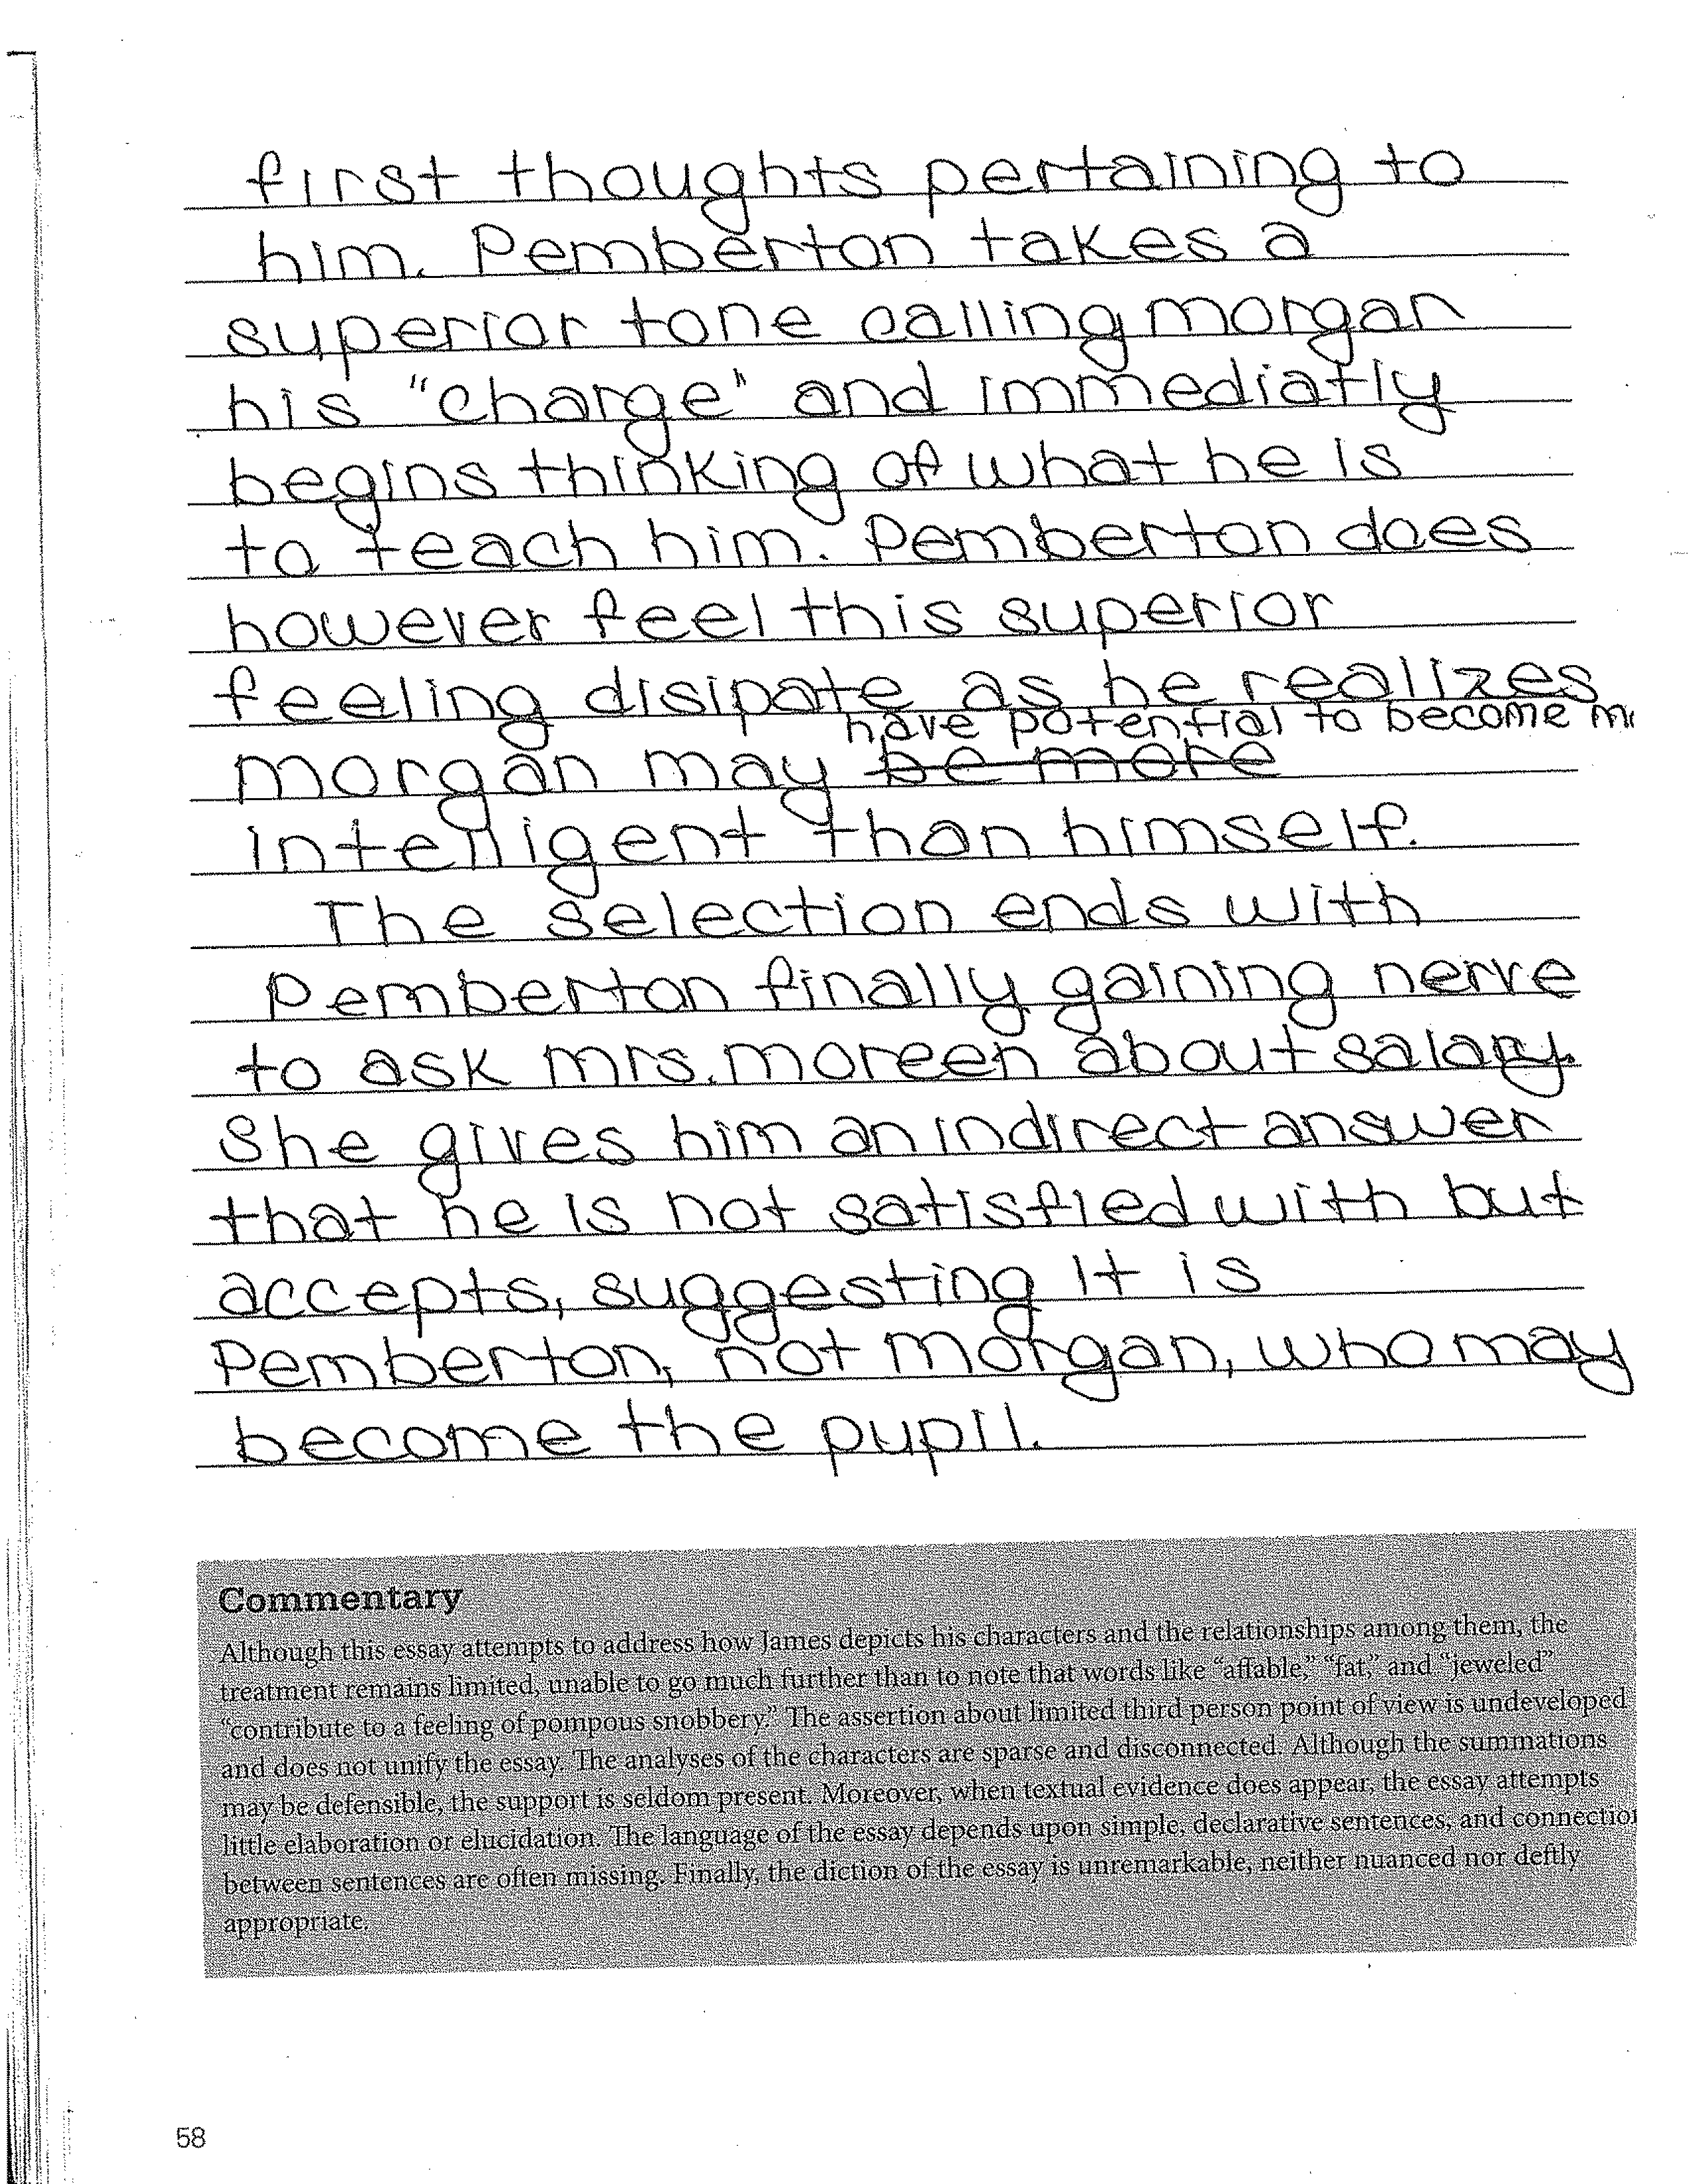 first thoughts pertaining to
him. Pemberton takes a
superior tone calling morgan
his "charge" and immediatly
begins thinking of what he is
to teach him. Pemberton does
however feel this superior
feeling disipate as he realizes
have potential to become
morgan may be more
intelligent than himself.
The selection ends with
Pemberton finally gaining nerve
to ask mrs. moreen about salary.
She gives him an indirect answer
that he is not satisfied with but
accepts, suggesting it is
Pemberton, not morgan, who may
become the pupil.
Commentary
Although this essay attempts to address how James depicts his characters and the relationships among them, the
treatment remains limited, unable to go much further than to note that words like “affable,” “fat,” and “jeweled”
“contribute to a feeling of pompous snobbery.” The assertion about limited third person point of view is undeveloped
and does not unify the essay. The analyses of the characters are sparse and disconnected. Although the summations
may be defensible, the support is seldom present. Moreover, when textual evidence does appear, the essay attempts
little elaboration or elucidation. The language of the essay depends upon simple, declarative sentences, and
between sentences are often missing. Finally, the diction of the essay is unremarkable, neither nuanced nor deftly
appropriate.
58